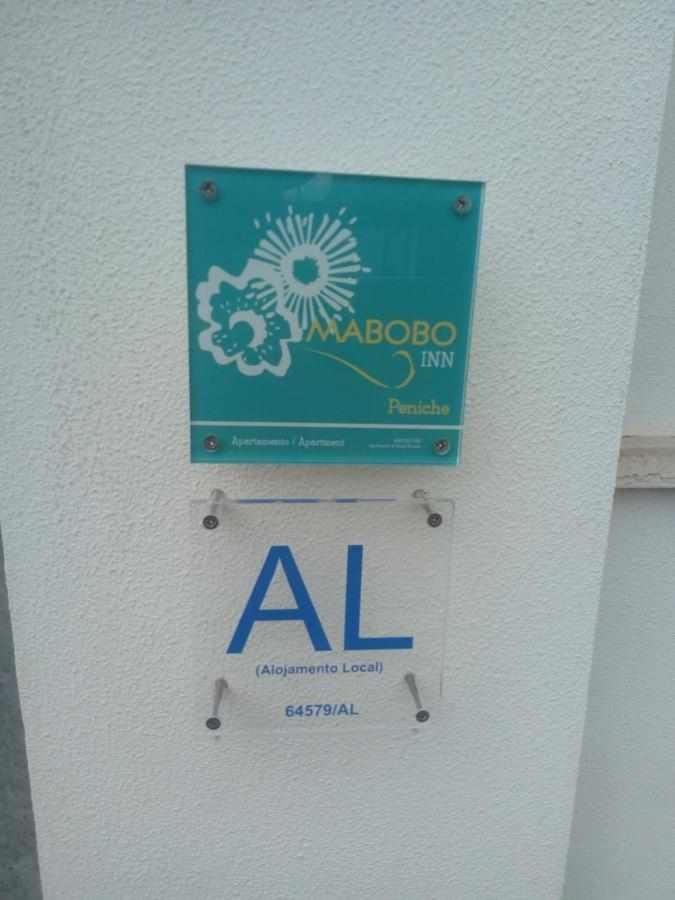 MABOBO
INN
Peniche
Apartamento / Apartment
AL
(Alojamento Local)
64579/AL